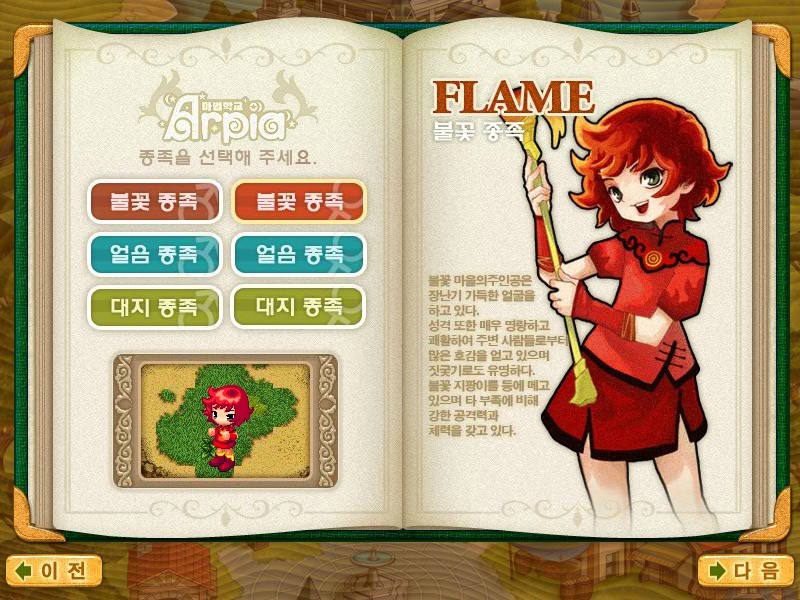 마법학교
Arpia
종족을 선택해 주세요.
불꽃 종족
불꽃 종족
얼음 종족
얼음 종족
대지 종족
대지 종족
FLAME
불꽃 종족
불꽃 마을의주인공은
장난기 가득한 얼굴을
하고 있다.
성격 또한 매우 명랑하고
쾌활하여 주변 사람들로부터
많은 호감을 얻고 있으며
짓궂기로도 유명하다.
불꽃 지팡이를 등에 메고
있으며 타 부족에 비해
강한 공격력과
체력을 갖고 있다.
이 전
다 음